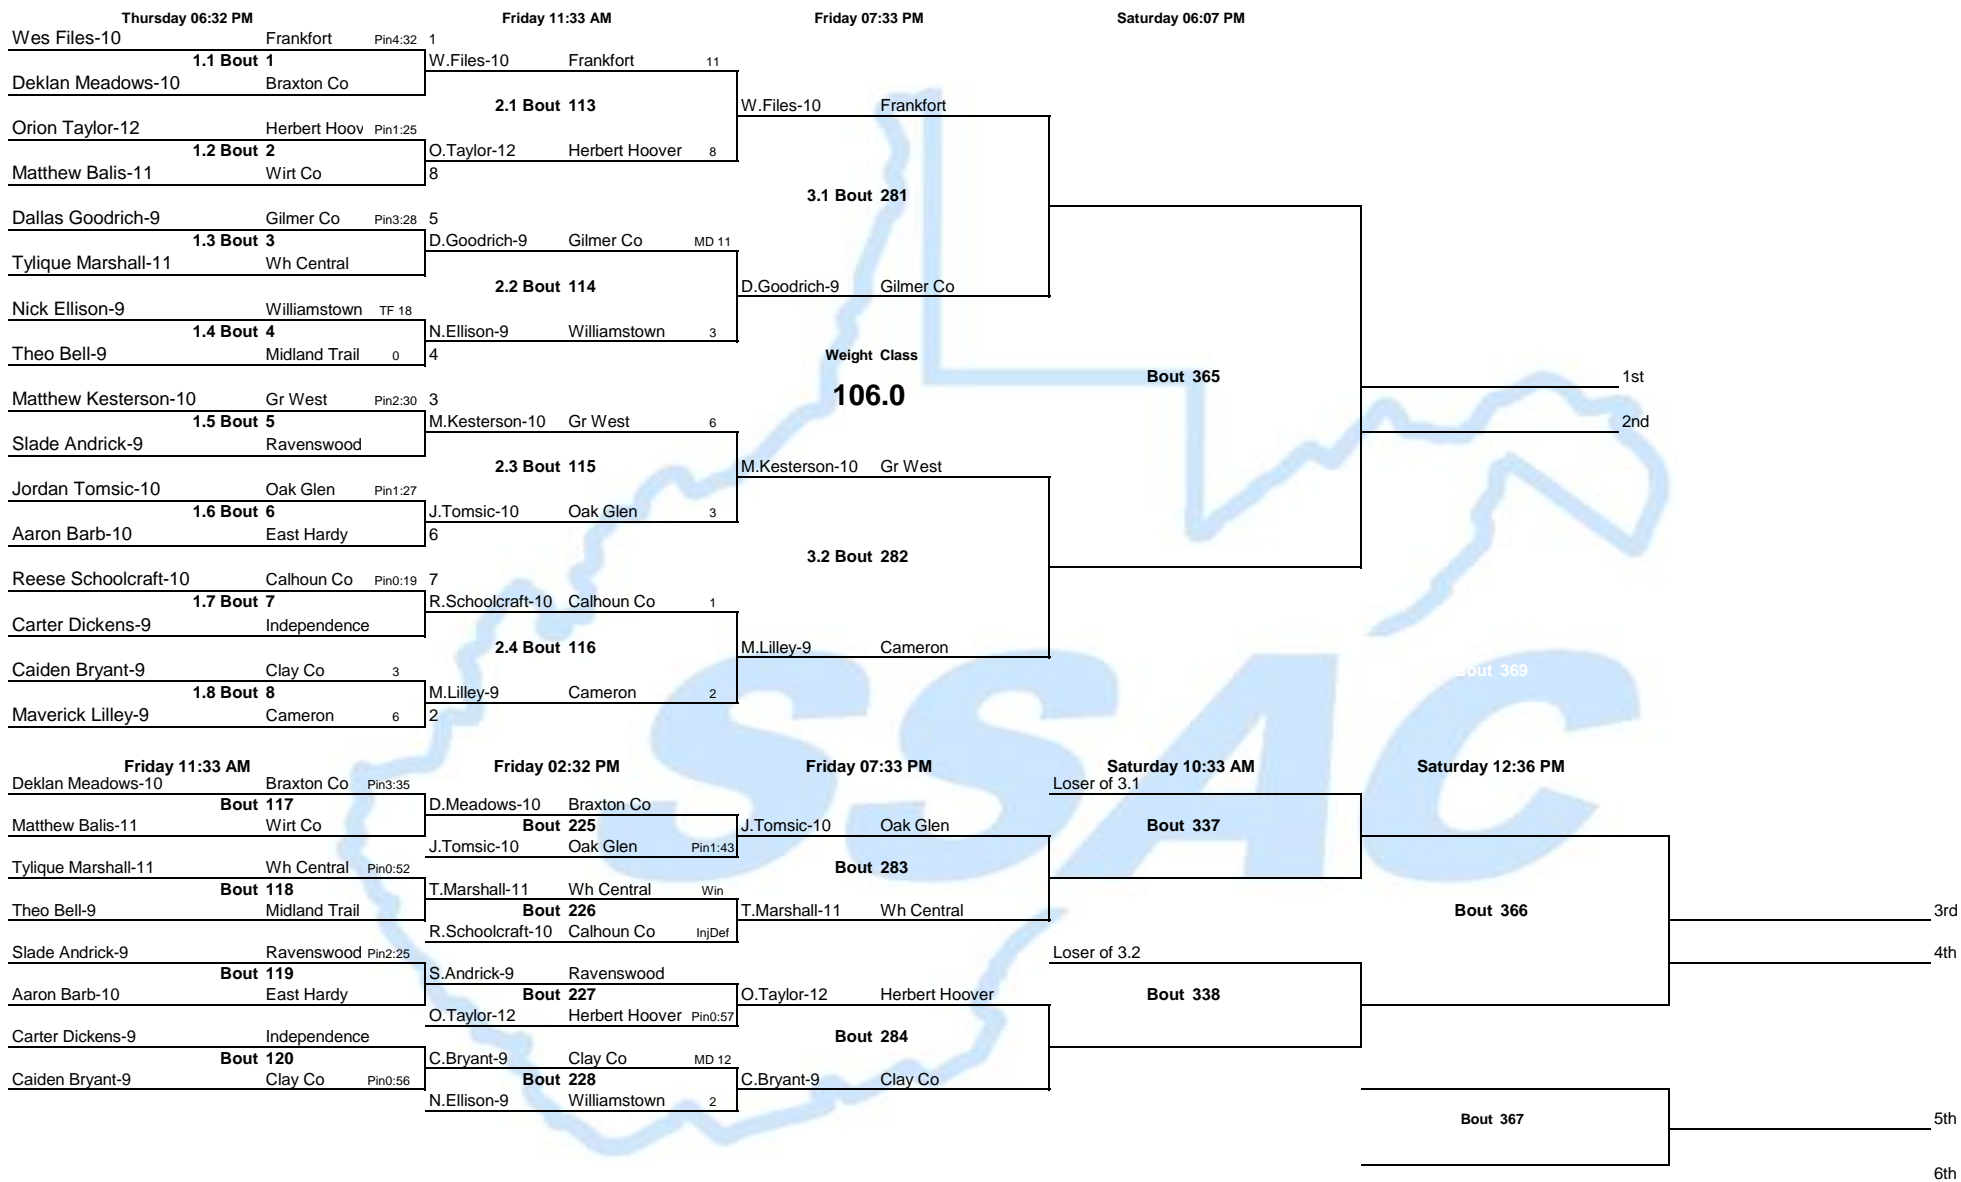 Thursday 06:32 PM Friday 11:33 AM Friday 07:33 PM Saturday 06:07 PM
Wes Files-10 Frankfort Pin4:32 1
1.1 Bout 1 W.Files-10 Frankfort 11
Deklan Meadows-10 Braxton Co
2.1 Bout 113 W.Files-10 Frankfort
Orion Taylor-12 Herbert Hoov Pin1:25
1.2 Bout 2 O.Taylor-12 Herbert Hoover 8
Matthew Balis-11 Wirt Co 8
3.1 Bout 281
Dallas Goodrich-9 Gilmer Co Pin3:28 5
1.3 Bout 3 D.Goodrich-9 Gilmer Co MD 11
Tylique Marshall-11 Wh Central
2.2 Bout 114 D.Goodrich-9 Gilmer Co
Nick Ellison-9 Williamstown TF 18
1.4 Bout 4 N.Ellison-9 Williamstown 3
Theo Bell-9 Midland Trail 0 4 Weight Class
Bout 365 1st
Matthew Kesterson-10 Gr West Pin2:30 3 106.0
1.5 Bout 5 M.Kesterson-10 Gr West 6 2nd
Slade Andrick-9 Ravenswood
2.3 Bout 115 M.Kesterson-10 Gr West
Jordan Tomsic-10 Oak Glen Pin1:27
1.6 Bout 6 J.Tomsic-10 Oak Glen 3
Aaron Barb-10 East Hardy 6
3.2 Bout 282
Reese Schoolcraft-10 Calhoun Co Pin0:19 7
1.7 Bout 7 R.Schoolcraft-10 Calhoun Co 1
Carter Dickens-9 Independence
2.4 Bout 116 M.Lilley-9 Cameron
Caiden Bryant-9 Clay Co 3 Bout 369
1.8 Bout 8 M.Lilley-9 Cameron 2
Maverick Lilley-9 Cameron 6 2
SSAC
Friday 11:33 AM Friday 02:32 PM Friday 07:33 PM Saturday 10:33 AM Saturday 12:36 PM
Deklan Meadows-10 Braxton Co Pin3:35 Loser of 3.1
Bout 117 D.Meadows-10 Braxton Co
Matthew Balis-11 Wirt Co Bout 225 J.Tomsic-10 Oak Glen Bout 337
J.Tomsic-10 Oak Glen Pin1:43
Tylique Marshall-11 Wh Central Pin0:52 Bout 283
Bout 118 T.Marshall-11 Wh Central Win
Theo Bell-9 Midland Trail Bout 226 T.Marshall-11 Wh Central Bout 366 3rd
R.Schoolcraft-10 Calhoun Co InjDef
Slade Andrick-9 Ravenswood Pin2:25 Loser of 3.2 4th
Bout 119 S.Andrick-9 Ravenswood
Aaron Barb-10 East Hardy Bout 227 O.Taylor-12 Herbert Hoover Bout 338
O.Taylor-12 Herbert Hoover Pin0:57
Carter Dickens-9 Independence Bout 284
Bout 120 C.Bryant-9 Clay Co MD 12
Caiden Bryant-9 Clay Co Pin0:56 Bout 228 C.Bryant-9 Clay Co
N.Ellison-9 Williamstown 2
Bout 367 5th
6th